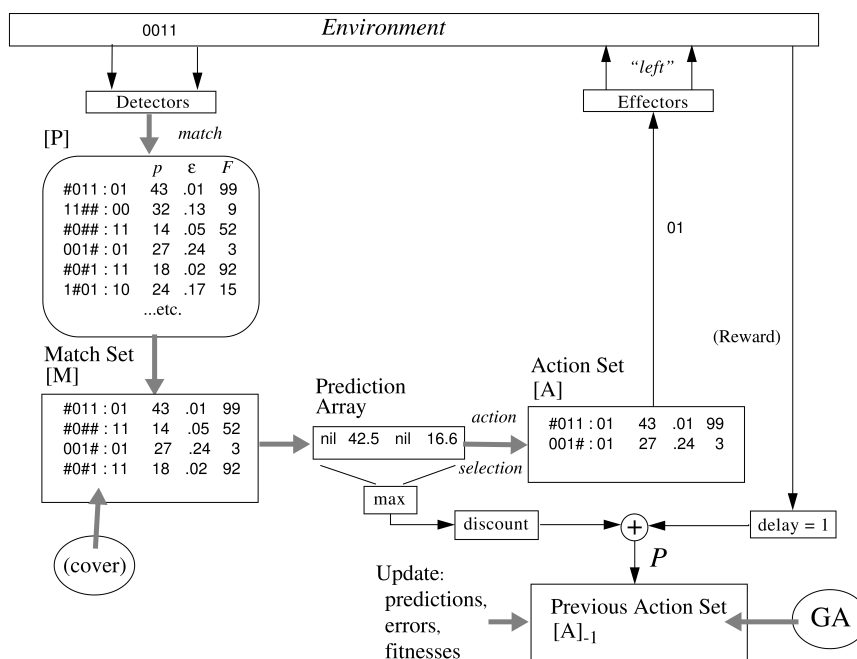 0011 Environment
"left"
Detectors
Effectors
match
[P]
p ε F
#011 : 01 43 .01 99
11## : 00 32 .13 9
#0## : 11 14 .05 52
001# : 01 27 .24 3
#0#1 : 11 18 .02 92
1#01 : 10 24 .17 15
...etc.
01
(Reward)
Match Set
[M]
#011 : 01 43 .01 99
#0## : 11 14 .05 52
001# : 01 27 .24 3
#0#1 : 11 18 .02 92
(cover)
Prediction
Array
nil 42.5 nil 16.6
action
selection
Action Set
[A]
#011 : 01 43 .01 99
001# : 01 27 .24 3
max
discount
+
delay = 1
P
Update:
predictions,
errors,
fitnesses
Previous Action Set
[A]-1
GA